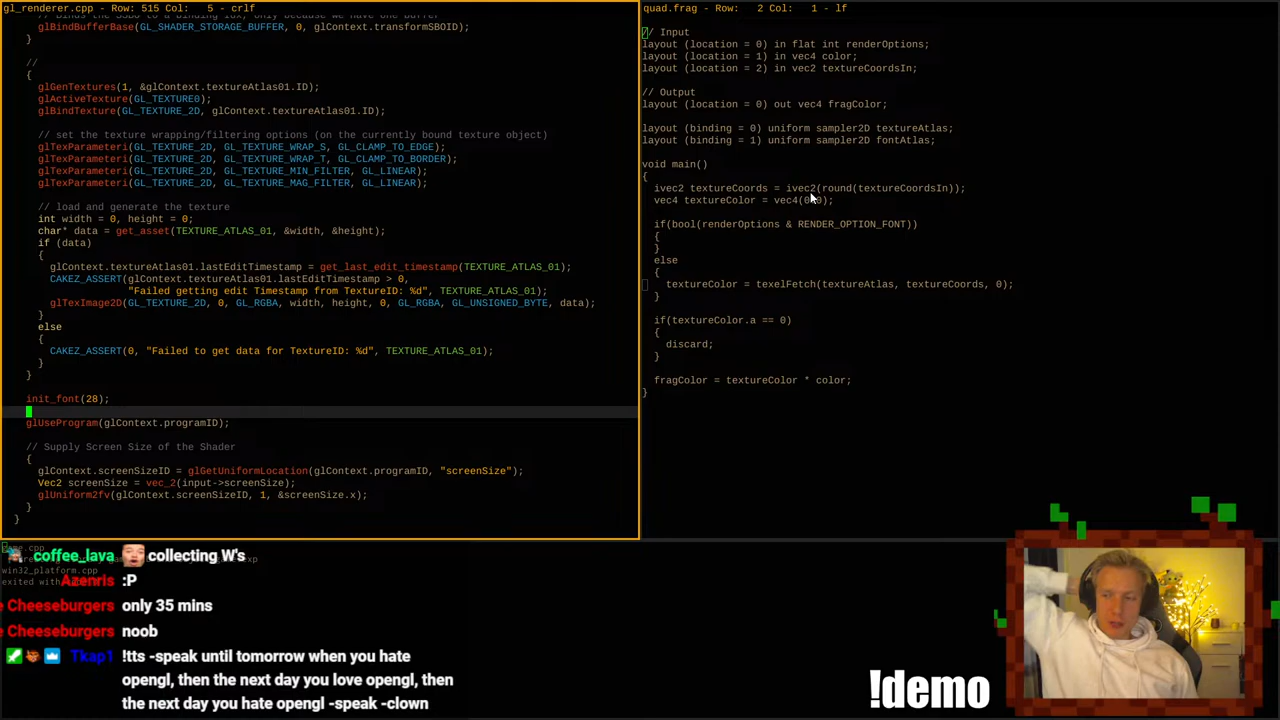 gl_renderer.cpp - Row: 515 Col: 5 - crlf
glBindBufferBase(GL_SHADER_STORAGE_BUFFER, 0, glContext.transformSBOID);
}
//
{
glGenTextures(1, &glContext.textureAtlas01.ID);
glActiveTexture(GL_TEXTURE0);
glBindTexture(GL_TEXTURE_2D, glContext.textureAtlas01.ID);
// set the texture wrapping/filtering options (on the currently bound texture object)
glTexParameteri(GL_TEXTURE_2D, GL_TEXTURE_WRAP_S, GL_CLAMP_TO_EDGE);
glTexParameteri(GL_TEXTURE_2D, GL_TEXTURE_WRAP_T, GL_CLAMP_TO_BORDER);
glTexParameteri(GL_TEXTURE_2D, GL_TEXTURE_MIN_FILTER, GL_LINEAR);
glTexParameteri(GL_TEXTURE_2D, GL_TEXTURE_MAG_FILTER, GL_LINEAR);
// load and generate the texture
int width = 0, height = 0;
char* data = get_asset(TEXTURE_ATLAS_01, &width, &height);
if (data)
{
glContext.textureAtlas01.lastEditTimestamp = get_last_edit_timestamp(TEXTURE_ATLAS_01);
CAKEZ_ASSERT(glContext.textureAtlas01.lastEditTimestamp > 0,
"Failed getting edit Timestamp from TextureID: %d", TEXTURE_ATLAS_01);
glTexImage2D(GL_TEXTURE_2D, 0, GL_RGBA, width, height, 0, GL_RGBA, GL_UNSIGNED_BYTE, data);
}
else
{
CAKEZ_ASSERT(0, "Failed to get data for TextureID: %d", TEXTURE_ATLAS_01);
}
}
init_font(28);
glUseProgram(glContext.programID);
// Supply Screen Size of the Shader
{
glContext.screenSizeID = glGetUniformLocation(glContext.programID, "screenSize");
Vec2 screenSize = vec_2(input->screenSize);
glUniform2fv(glContext.screenSizeID, 1, &screenSize.x);
}
}
quad.frag - Row: 2 Col: 1 - lf
// Input
layout (location = 0) in flat int renderOptions;
layout (location = 1) in vec4 color;
layout (location = 2) in vec2 textureCoordsIn;
// Output
layout (location = 0) out vec4 fragColor;
layout (binding = 0) uniform sampler2D textureAtlas;
layout (binding = 1) uniform sampler2D fontAtlas;
void main()
{
ivec2 textureCoords = ivec2(round(textureCoordsIn));
vec4 textureColor = vec4(0.0);
if(bool(renderOptions & RENDER_OPTION_FONT))
{
}
else
{
textureColor = texelFetch(textureAtlas, textureCoords, 0);
}
if(textureColor.a == 0)
{
discard;
}
fragColor = textureColor * color;
}
win32_platform.cpp
exited with
coffee_lava collecting W's
Azenris :P
Cheeseburgers only 35 mins
Cheeseburgers noob
Tkap1 !tts -speak until tomorrow when you hate
opengl, then the next day you love opengl, then
the next day you hate opengl -speak -clown
!demo